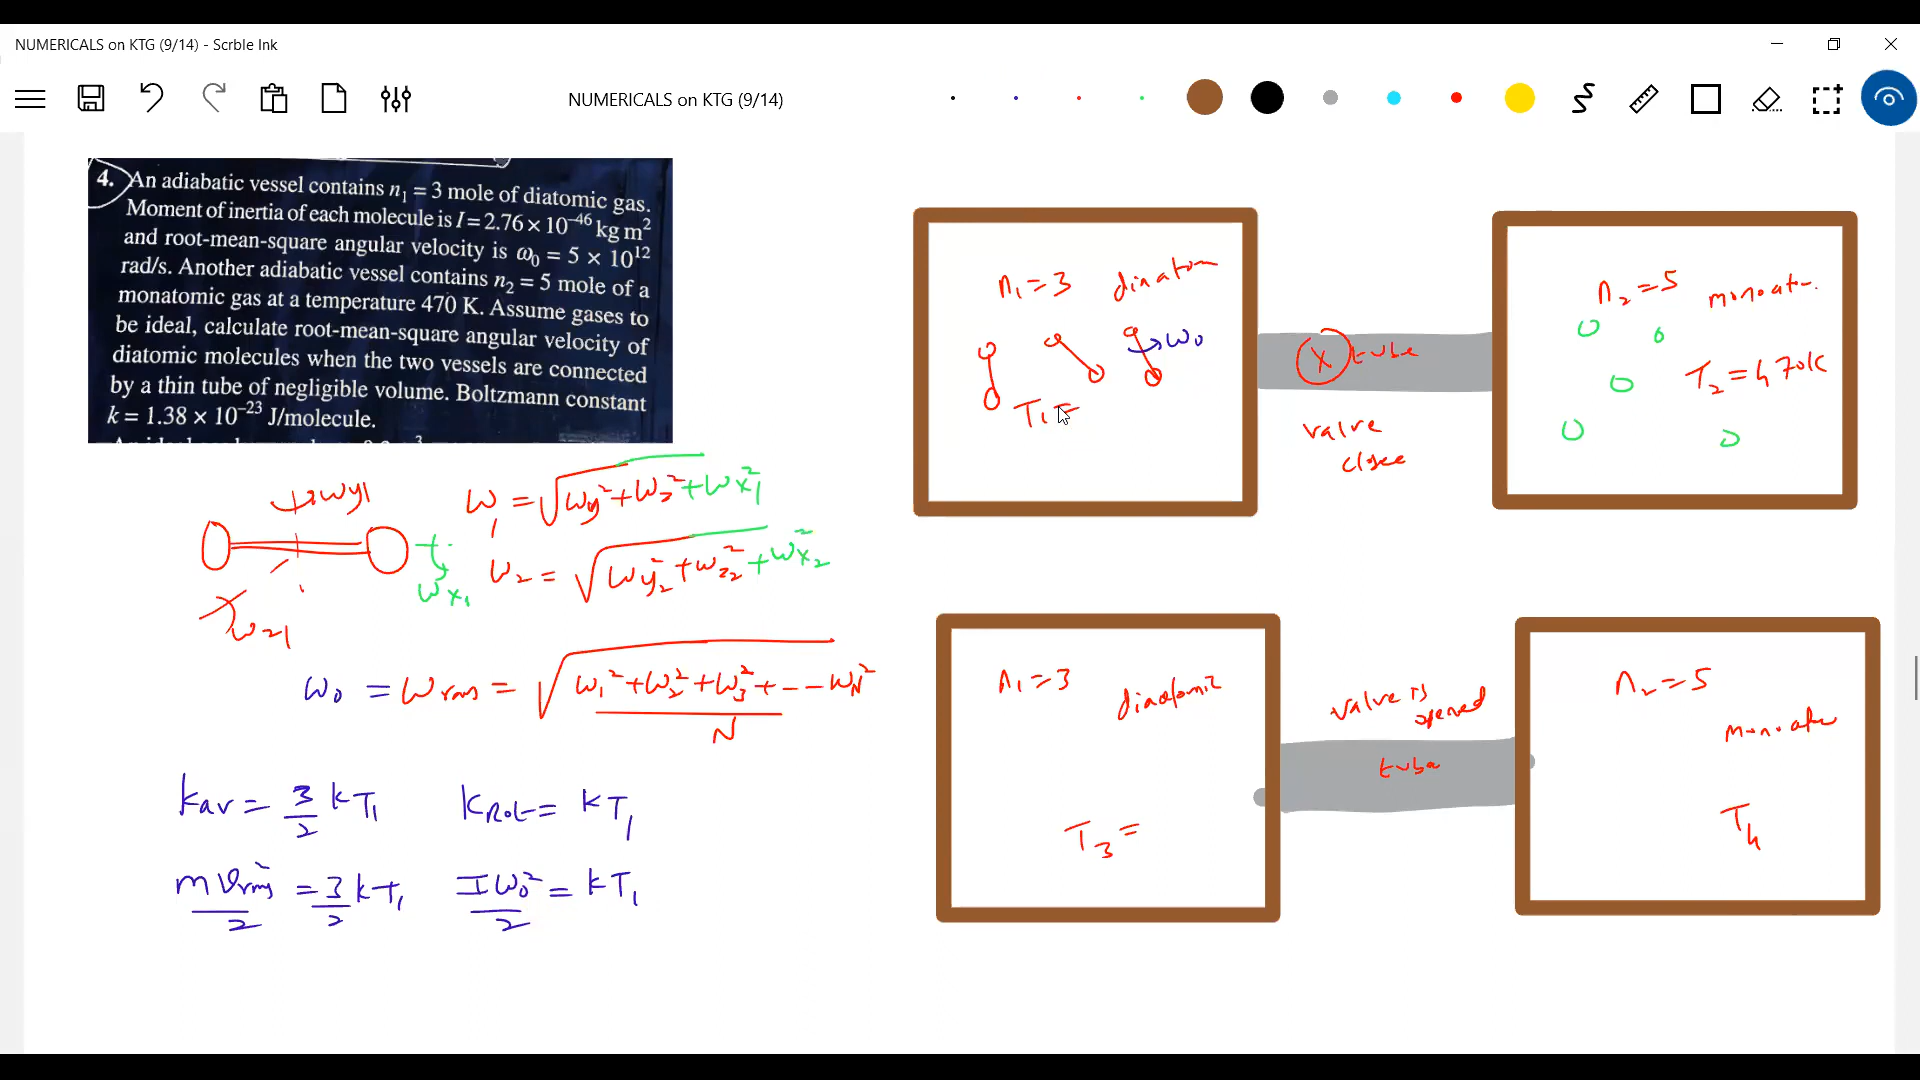 NUMERICALS on KTG (9/14) - Scrble Ink
NUMERICALS on KTG (9/14)
4. An adiabatic vessel contains n₁ = 3 mole of diatomic gas.
Moment of inertia of each molecule is I = 2.76 × 10⁻⁴⁶ kg m²
and root-mean-square angular velocity is ω₀ = 5 × 10¹²
rad/s. Another adiabatic vessel contains n₂ = 5 mole of a
monatomic gas at a temperature 470 K. Assume gases to
be ideal, calculate root-mean-square angular velocity of
diatomic molecules when the two vessels are connected
by a thin tube of negligible volume. Boltzmann constant
k = 1.38 × 10⁻²³ J/molecule.
n₁ = 3
ω₀
T₁ =
X tube
valve
close
n₂ = 5 monoatom.
T₂ = 470K
ωy1
ω₁ = √ωy² + ωz² + ωx₁²
ωx₁
ω₂ = √ωy₂² + ωz₂² + ωx₂²
ωz1
ω₀ = ωrms = √ω₁² + ω₂² + ω₃² + --- ωN² / N
Kav = 3/2 kT₁ KRot = kT₁
mvrms²/2 = 3/2 kT₁ Iω₀²/2 = kT₁
n₁ = 3
diatomic
T₃ =
valve is
opened
tube
n₂ = 5
T₄